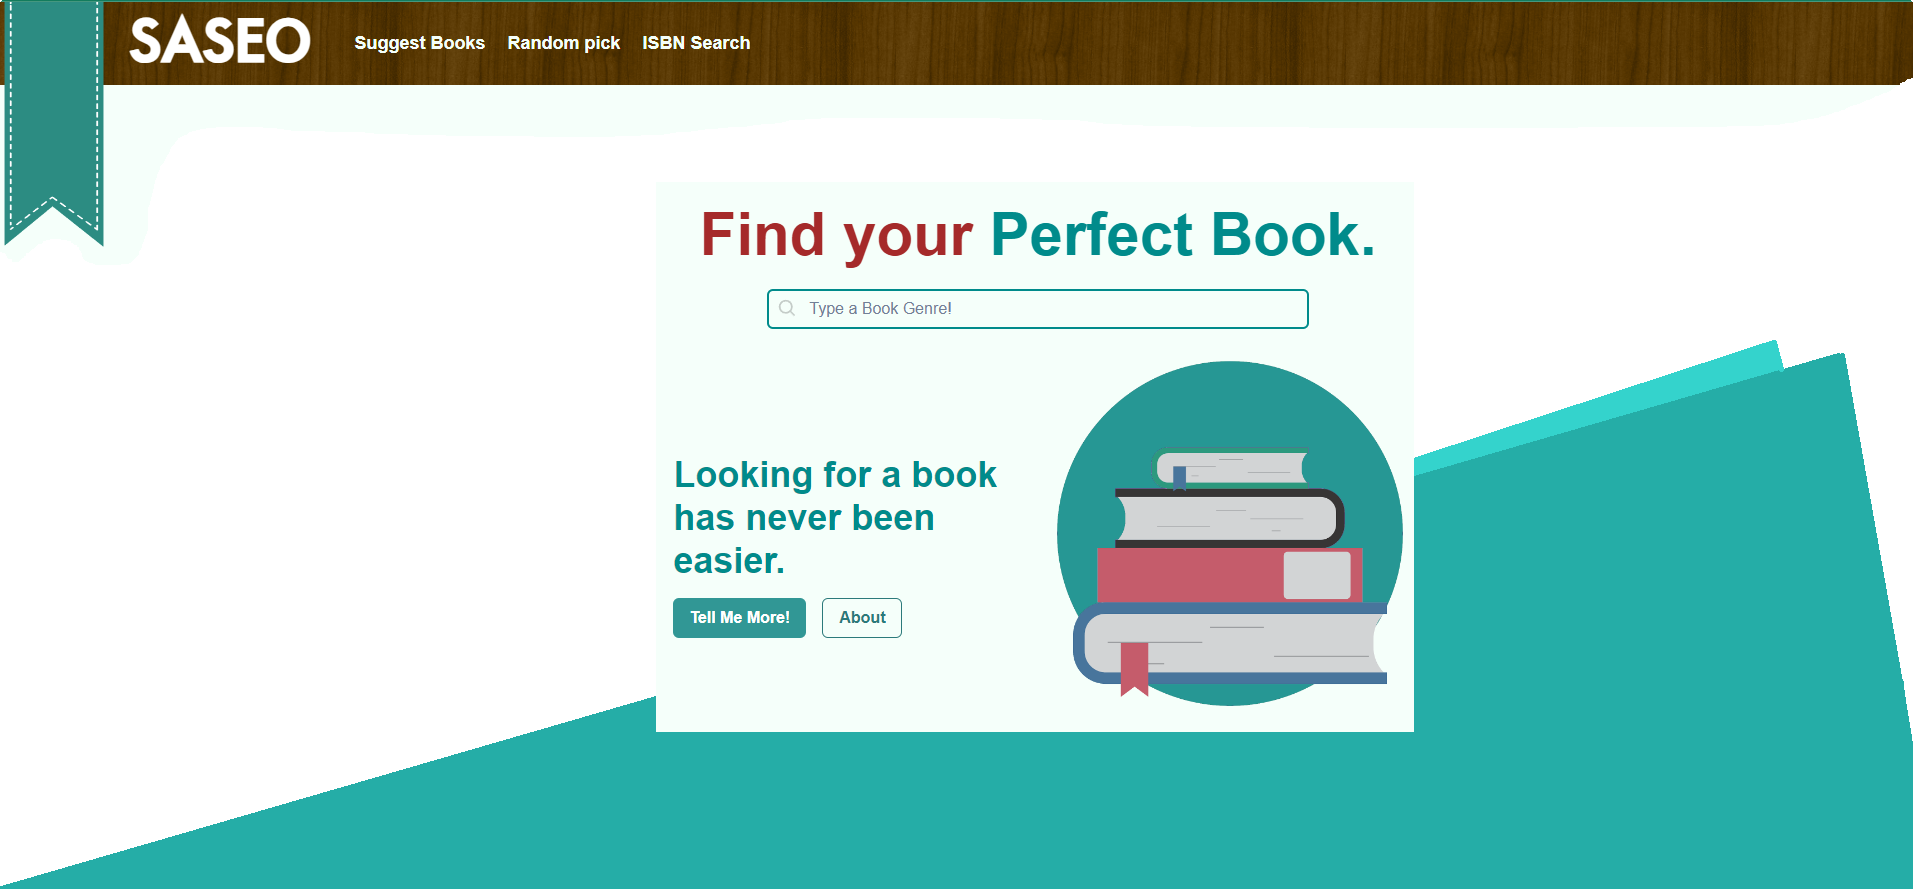 SASEO
Suggest Books
Random pick
ISBN Search
Find your Perfect Book.
Type a Book Genre!
Looking for a book
has never been
easier.
Tell Me More!
About